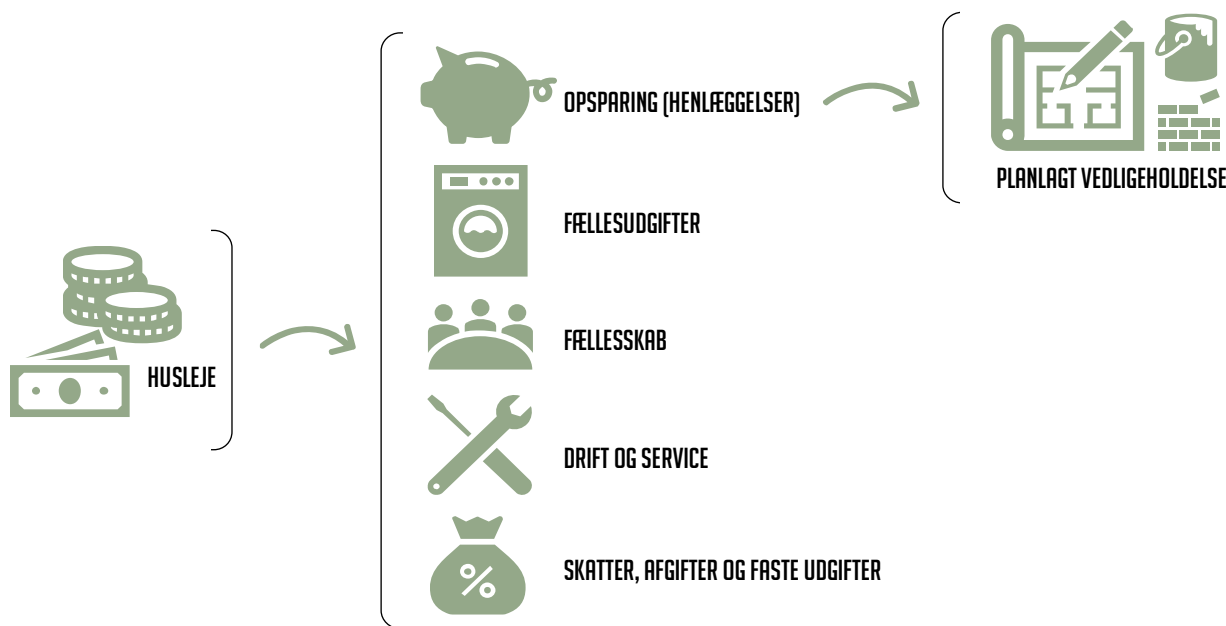 HUSLEJE
OPSPARING (HENLÆGGELSER)
FÆLLESUDGIFTER
FÆLLESSKAB
DRIFT OG SERVICE
%
SKATTER, AFGIFTER OG FASTE UDGIFTER
PLANLAGT VEDLIGEHOLDELSE